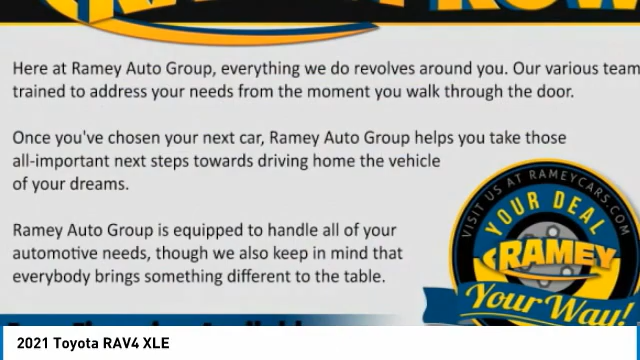 Here at Ramey Auto Group, everything we do revolves around you. Our various team
trained to address your needs from the moment you walk through the door.
Once you've chosen your next car, Ramey Auto Group helps you take those
all-important next steps towards driving home the vehicle
of your dreams.
Ramey Auto Group is equipped to handle all of your
automotive needs, though we also keep in mind that
everybody brings something different to the table.
VISIT US AT RAMEYCARS.COM
YOUR DEAL
RAMEY
Your Way!
2021 Toyota RAV4 XLE